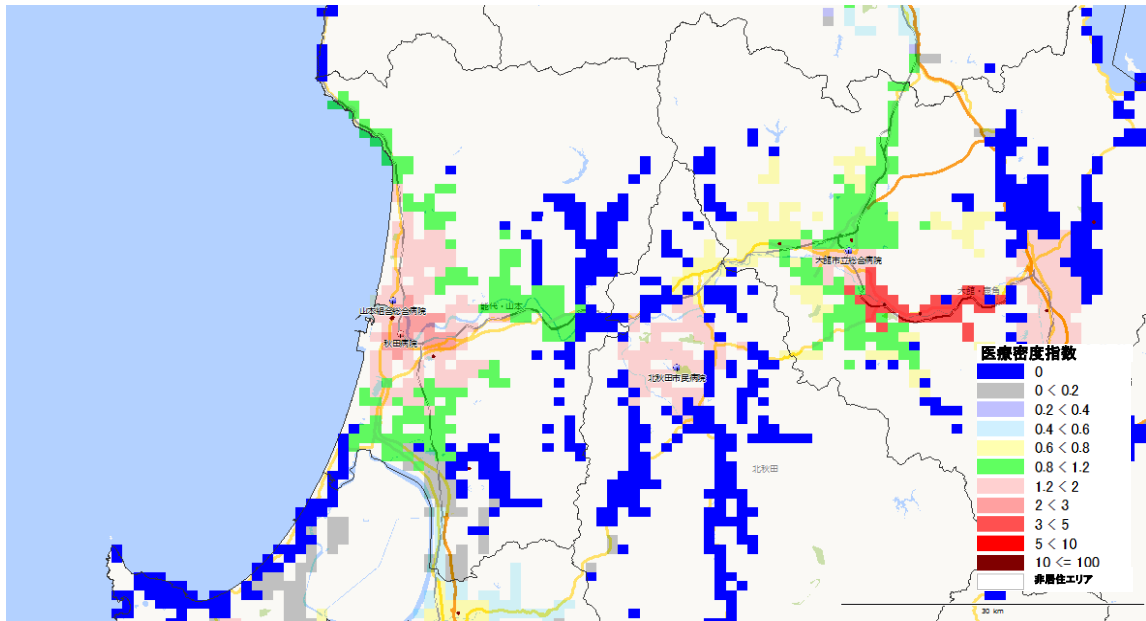 大館市立総合病院
大館・鹿角
能代・山本
山本組合総合病院
秋田病院
北秋田市民病院
北秋田
医療密度指数
0
0 < 0.2
0.2 < 0.4
0.4 < 0.6
0.6 < 0.8
0.8 < 1.2
1.2 < 2
2 < 3
3 < 5
5 < 10
10 <= 100
非居住エリア
30 km